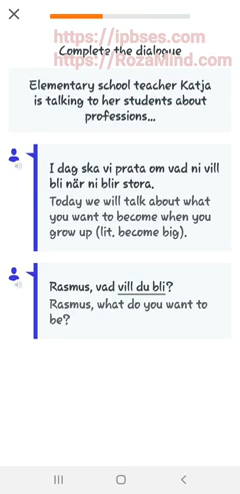 https://ipbses.com
Complete the dialogue
https://RozaMind.com
Elementary school teacher Katja
is talking to her students about
professions...
I dag ska vi prata om vad ni vill
bli när ni blir stora.
Today we will talk about what
you want to become when you
grow up (lit. become big).
Rasmus, vad vill du bli?
Rasmus, what do you want to
be?